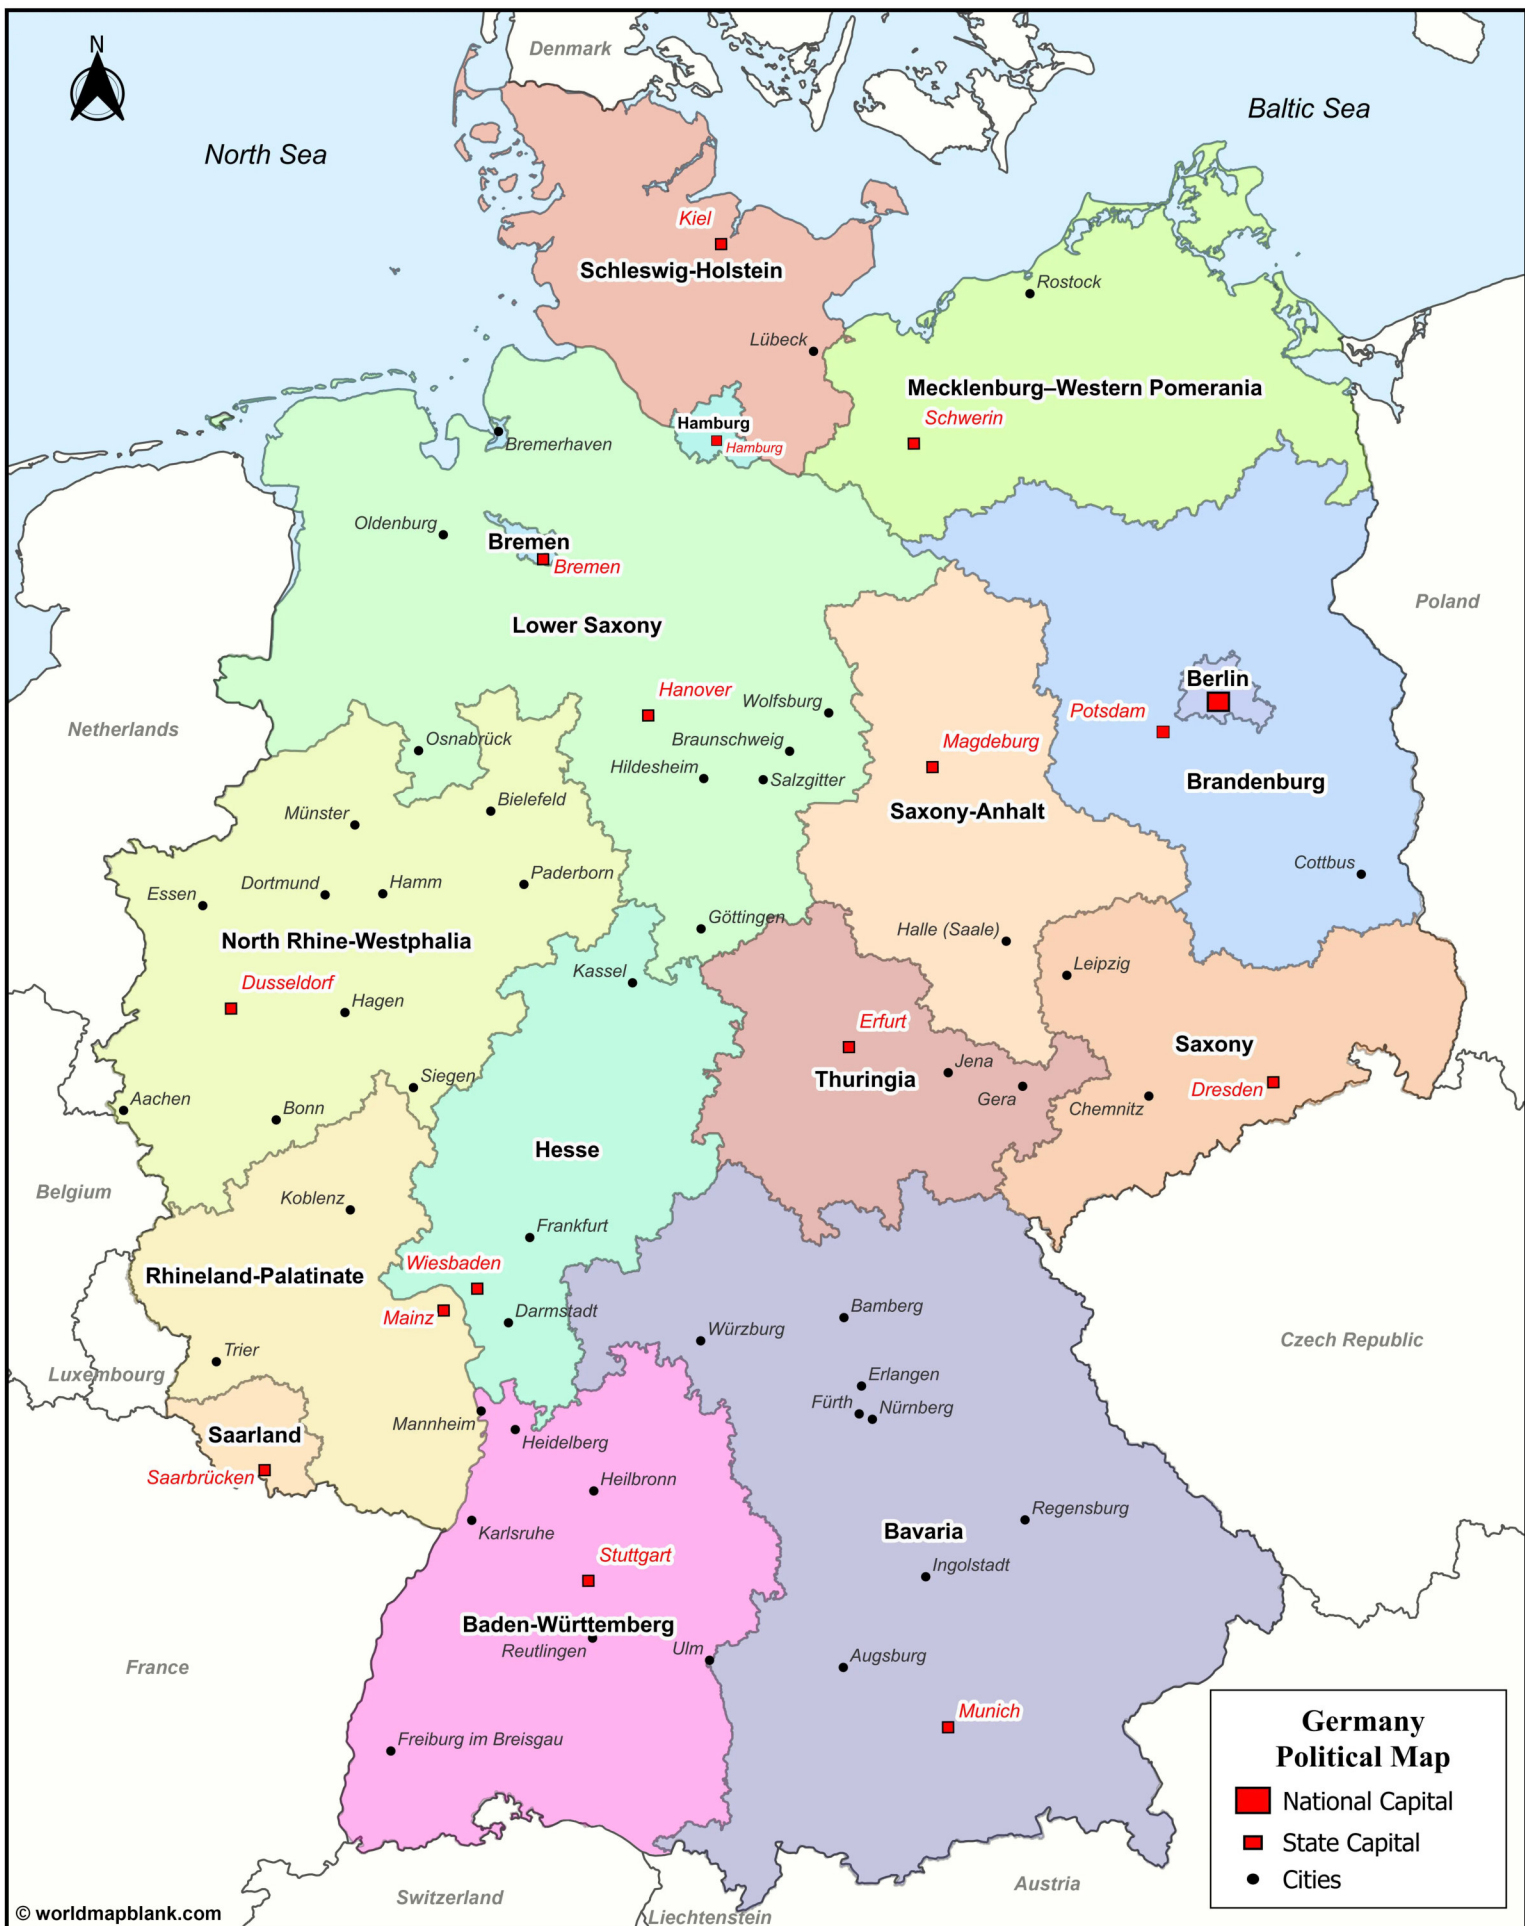 N
Denmark
Baltic Sea
North Sea
Kiel
Schleswig-Holstein
Rostock
Lübeck
Mecklenburg–Western Pomerania
Schwerin
Hamburg
Hamburg
Bremerhaven
Oldenburg
Bremen
Bremen
Poland
Lower Saxony
Berlin
Hanover
Wolfsburg
Potsdam
Netherlands
Osnabrück
Braunschweig
Magdeburg
Hildesheim
Salzgitter
Brandenburg
Bielefeld
Münster
Saxony-Anhalt
Cottbus
Paderborn
Dortmund
Hamm
Essen
Göttingen
Halle (Saale)
North Rhine-Westphalia
Leipzig
Kassel
Dusseldorf
Hagen
Erfurt
Saxony
Jena
Thuringia
Siegen
Dresden
Aachen
Gera
Bonn
Chemnitz
Hesse
Belgium
Koblenz
Frankfurt
Wiesbaden
Rhineland-Palatinate
Bamberg
Darmstadt
Mainz
Würzburg
Czech Republic
Trier
Luxembourg
Erlangen
Fürth
Nürnberg
Mannheim
Saarland
Heidelberg
Saarbrücken
Heilbronn
Regensburg
Karlsruhe
Bavaria
Stuttgart
Ingolstadt
Baden-Württemberg
Reutlingen
Ulm
Augsburg
France
Munich
Freiburg im Breisgau
Germany
Political Map
National Capital
State Capital
Cities
Austria
Switzerland
Liechtenstein
© worldmapblank.com